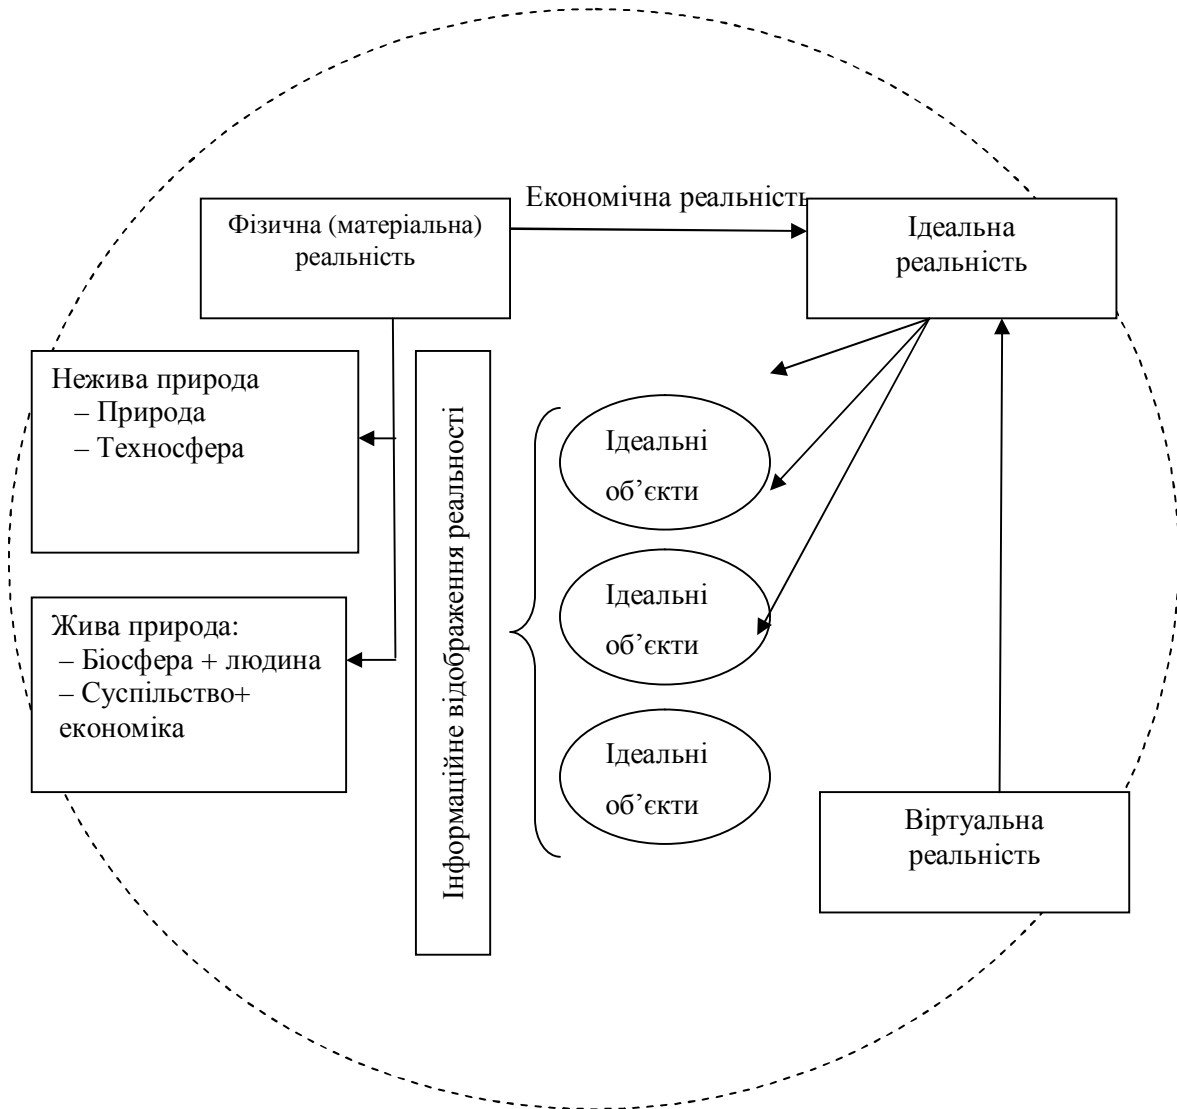 Економічна реальність
Фізична (матеріальна)
реальність
Ідеальна
реальність
Нежива природа
– Природа
– Техносфера
Жива природа:
– Біосфера + людина
– Суспільство+
економіка
Інформаційне відображення реальності
Ідеальні
об’єкти
Ідеальні
об’єкти
Ідеальні
об’єкти
Віртуальна
реальність